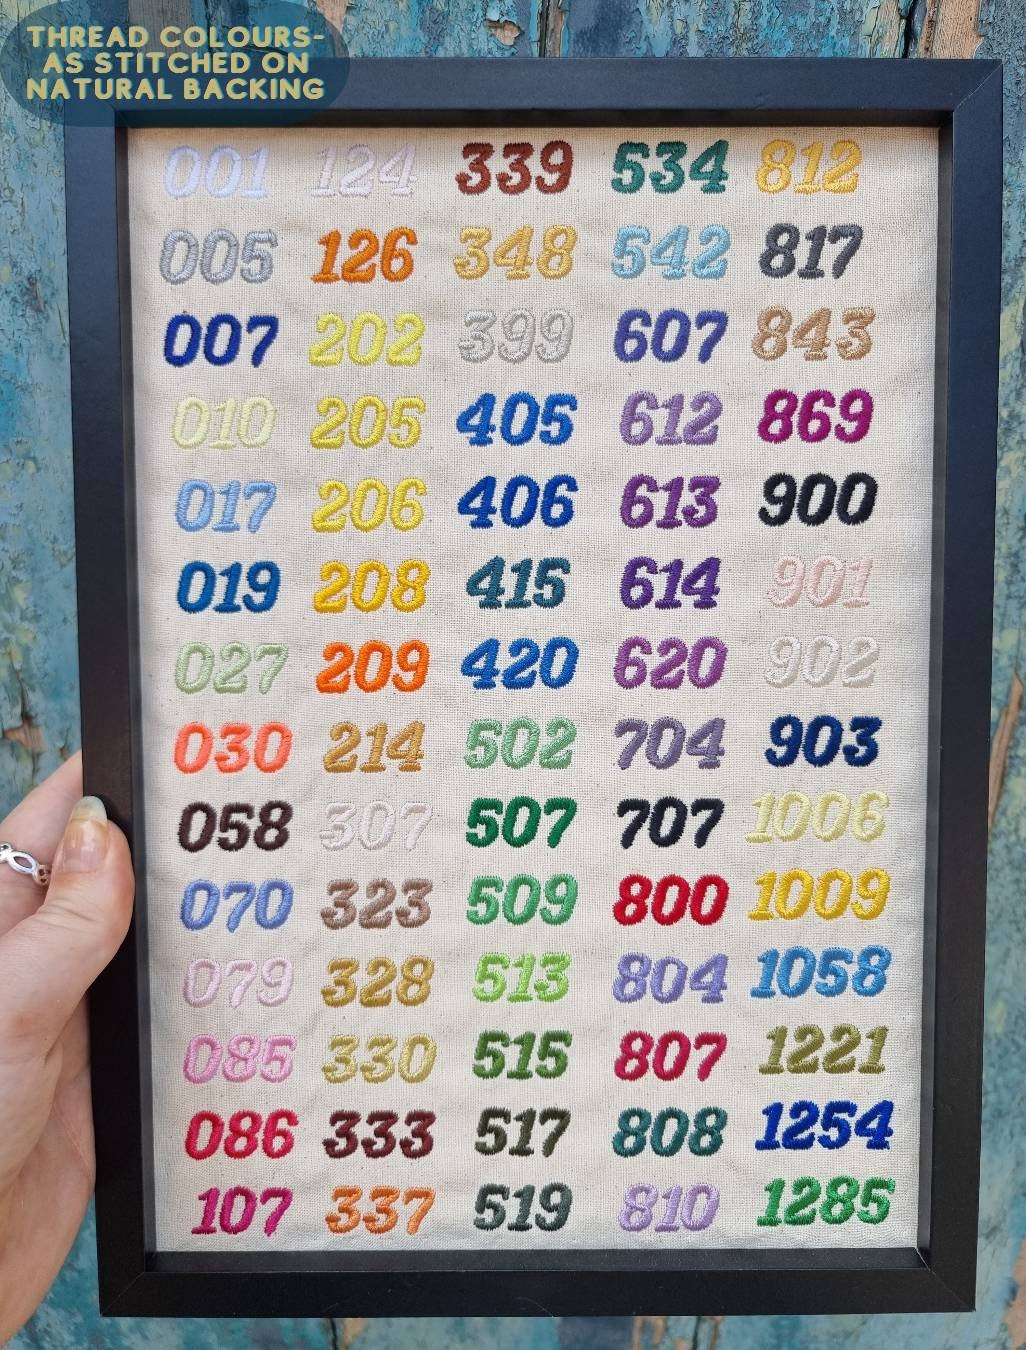 THREAD COLOURS-
AS STITCHED ON
NATURAL BACKING
001 124 339 534 812
005 126 348 542 817
007 202 399 607 843
010 205 405 612 869
017 206 406 613 900
019 208 415 614 901
027 209 420 620 902
030 214 502 704 903
058 307 507 707 1006
070 323 509 800 1009
079 328 513 804 1058
085 330 515 807 1221
086 333 517 808 1254
107 337 519 810 1285